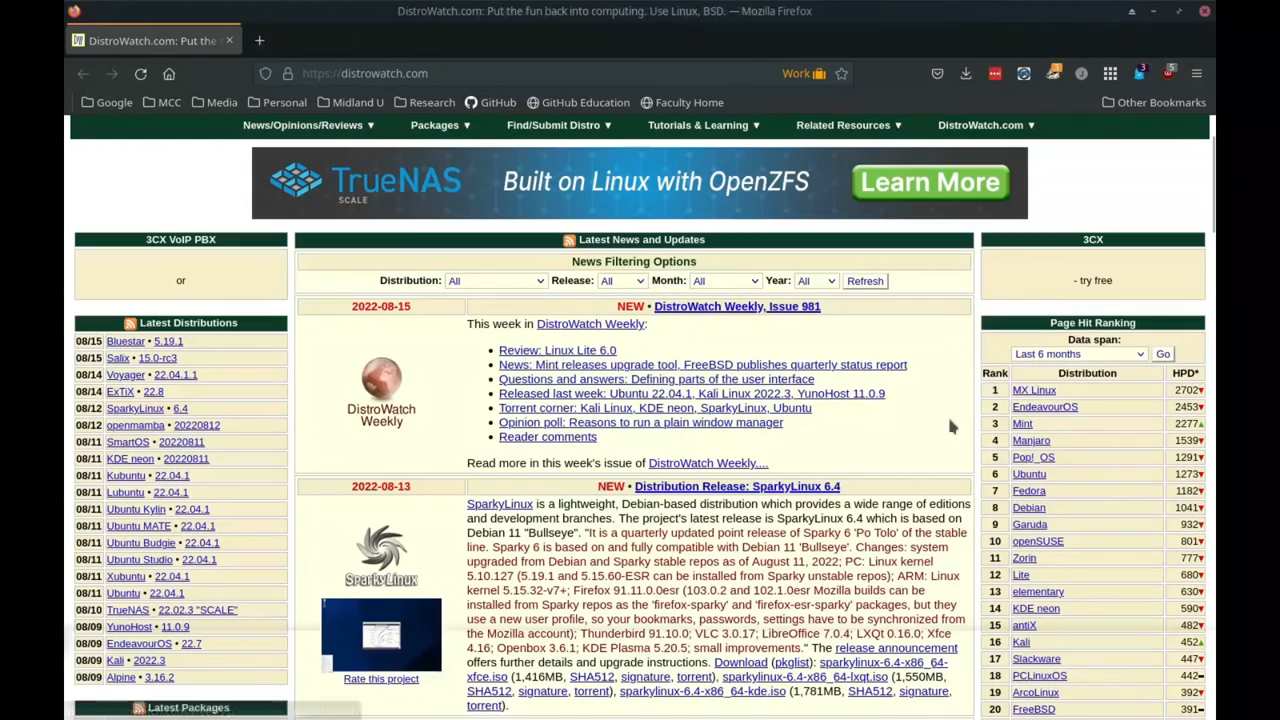 DistroWatch.com: Put the fun back into computing. Use Linux, BSD. — Mozilla Firefox
DistroWatch.com: Put the
https://distrowatch.com
Work
3
5
Google
MCC
Media
Personal
Midland U
Research
GitHub
GitHub Education
Faculty Home
Other Bookmarks
News/Opinions/Reviews ▼
Packages ▼
Find/Submit Distro ▼
Tutorials & Learning ▼
Related Resources ▼
DistroWatch.com ▼
TrueNAS SCALE
Built on Linux with OpenZFS
Learn More
3CX VoIP PBX
or
Latest Distributions
08/15 Bluestar • 5.19.1
08/15 Salix • 15.0-rc3
08/14 Voyager • 22.04.1.1
08/14 ExTiX • 22.8
08/12 SparkyLinux • 6.4
08/12 openmamba • 20220812
08/11 SmartOS • 20220811
08/11 KDE neon • 20220811
08/11 Kubuntu • 22.04.1
08/11 Lubuntu • 22.04.1
08/11 Ubuntu Kylin • 22.04.1
08/11 Ubuntu MATE • 22.04.1
08/11 Ubuntu Budgie • 22.04.1
08/11 Ubuntu Studio • 22.04.1
08/11 Xubuntu • 22.04.1
08/11 Ubuntu • 22.04.1
08/10 TrueNAS • 22.02.3 "SCALE"
08/09 YunoHost • 11.0.9
08/09 EndeavourOS • 22.7
08/09 Kali • 2022.3
08/09 Alpine • 3.16.2
Latest Packages
Latest News and Updates
News Filtering Options
Distribution: All Release: All Month: All Year: All Refresh
2022-08-15
NEW • DistroWatch Weekly, Issue 981
DistroWatch
Weekly
This week in DistroWatch Weekly:
• Review: Linux Lite 6.0
• News: Mint releases upgrade tool, FreeBSD publishes quarterly status report
• Questions and answers: Defining parts of the user interface
• Released last week: Ubuntu 22.04.1, Kali Linux 2022.3, YunoHost 11.0.9
• Torrent corner: Kali Linux, KDE neon, SparkyLinux, Ubuntu
• Opinion poll: Reasons to run a plain window manager
• Reader comments
Read more in this week's issue of DistroWatch Weekly....
2022-08-13
NEW • Distribution Release: SparkyLinux 6.4
SparkyLinux
Rate this project
SparkyLinux is a lightweight, Debian-based distribution which provides a wide range of editions
and development branches. The project's latest release is SparkyLinux 6.4 which is based on
Debian 11 "Bullseye". "It is a quarterly updated point release of Sparky 6 'Po Tolo' of the stable
line. Sparky 6 is based on and fully compatible with Debian 11 'Bullseye'. Changes: system
upgraded from Debian and Sparky stable repos as of August 11, 2022; PC: Linux kernel
5.10.127 (5.19.1 and 5.15.60-ESR can be installed from Sparky unstable repos); ARM: Linux
kernel 5.15.32-v7+; Firefox 91.11.0.0esr (103.0.2 and 102.1.0esr Mozilla builds can be
installed from Sparky repos as the 'firefox-sparky' and 'firefox-esr-sparky' packages, but they
use a new user profile, so your bookmarks, passwords, settings have to be synchronized from
the Mozilla account); Thunderbird 91.10.0; VLC 3.0.17; LibreOffice 7.0.4; LXQt 0.16.0; Xfce
4.16; Openbox 3.6.1; KDE Plasma 5.20.5; small improvements." The release announcement
offers further details and upgrade instructions. Download (pkglist): sparkylinux-6.4-x86_64-
xfce.iso (1,416MB, SHA512, signature, torrent), sparkylinux-6.4-x86_64-lxqt.iso (1,550MB,
SHA512, signature, torrent), sparkylinux-6.4-x86_64-kde.iso (1,781MB, SHA512, signature,
torrent).
3CX
- try free
Page Hit Ranking
Data span:
Last 6 months Go
Rank Distribution HPD*
1 MX Linux 2702▾
2 EndeavourOS 2453▾
3 Mint 2277▴
4 Manjaro 1539▾
5 Pop!_OS 1291▾
6 Ubuntu 1273▾
7 Fedora 1182▾
8 Debian 1041▾
9 Garuda 932▾
10 openSUSE 801▾
11 Zorin 777▾
12 Lite 680▾
13 elementary 630▾
14 KDE neon 590▾
15 antiX 482▾
16 Kali 452▴
17 Slackware 447▾
18 PCLinuxOS 442-
19 ArcoLinux 392▾
20 FreeBSD 391-